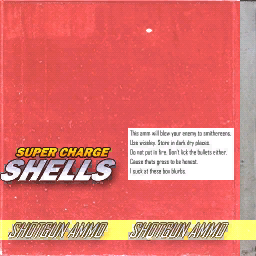 SUPER CHARGE
SHELLS
This amm will blow your enemy to smithereens.
Use wiseley. Store in dark dry places.
Do not put in fire. Don't lick the bullets either.
Cause thats gross to be honest.
I suck at these box blurbs.
SHOTGUN AMMO SHOTGUN AMMO